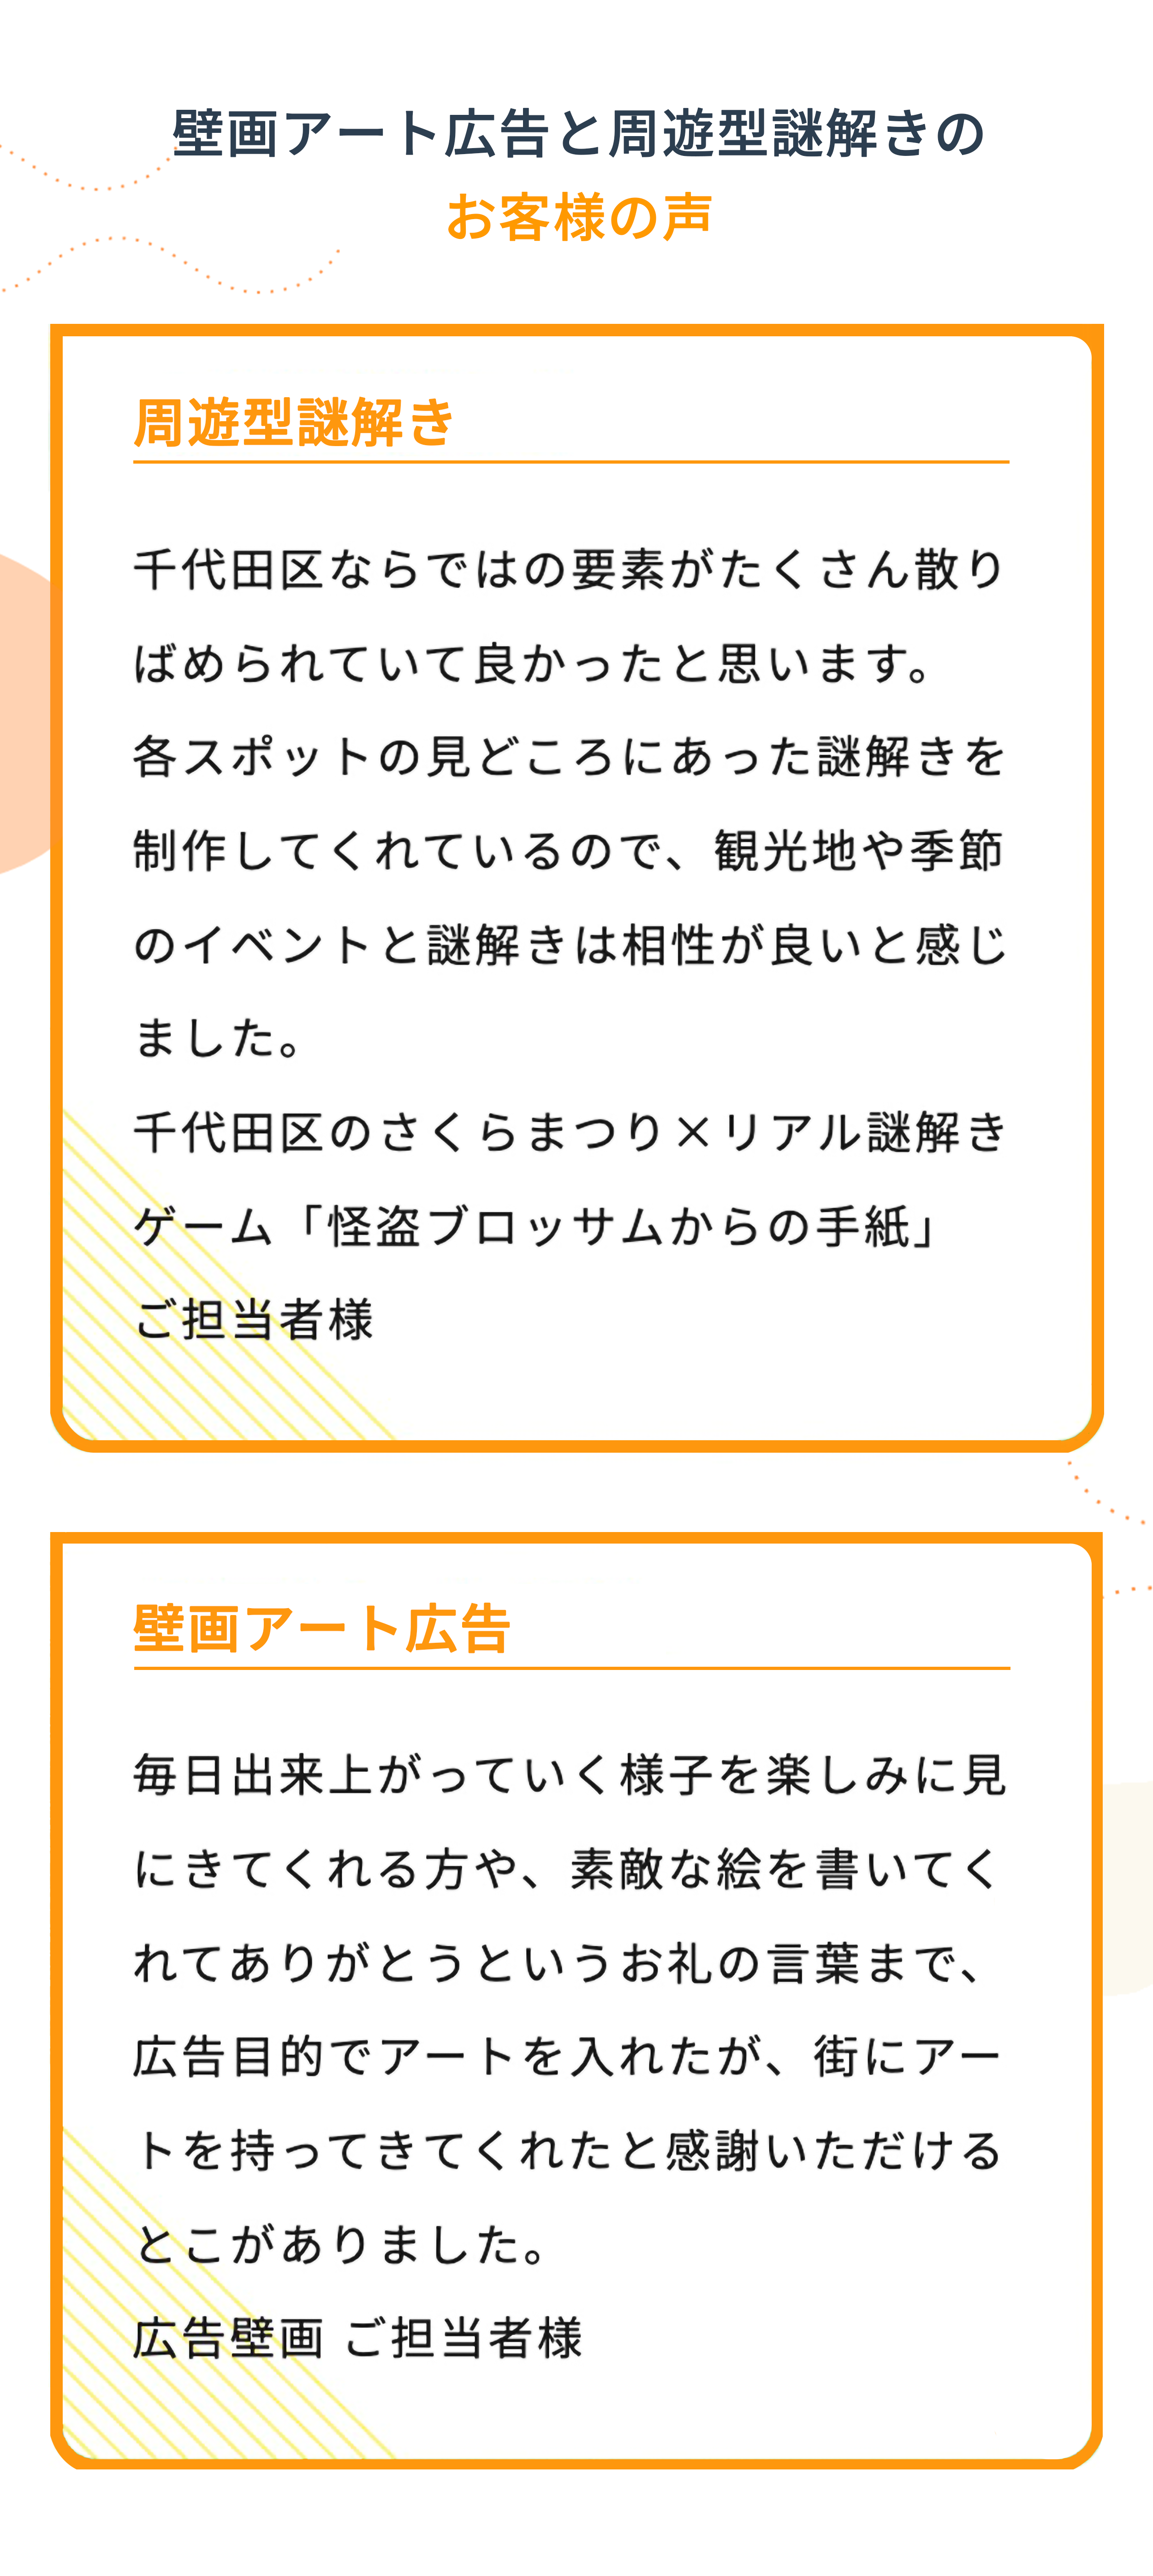 壁画アート広告と周遊型謎解きの
お客様の声
周遊型謎解き
千代田区ならではの要素がたくさん散り
ばめられていて良かったと思います。
各スポットの見どころにあった謎解きを
制作してくれているので、観光地や季節
のイベントと謎解きは相性が良いと感じ
ました。
千代田区のさくらまつり×リアル謎解き
ゲーム「怪盗ブロッサムからの手紙」
ご担当者様
壁画アート広告
毎日出来上がっていく様子を楽しみに見
にきてくれる方や、素敵な絵を書いてく
れてありがとうというお礼の言葉まで、
広告目的でアートを入れたが、街にアー
トを持ってきてくれたと感謝いただける
とこがありました。
広告壁画 ご担当者様